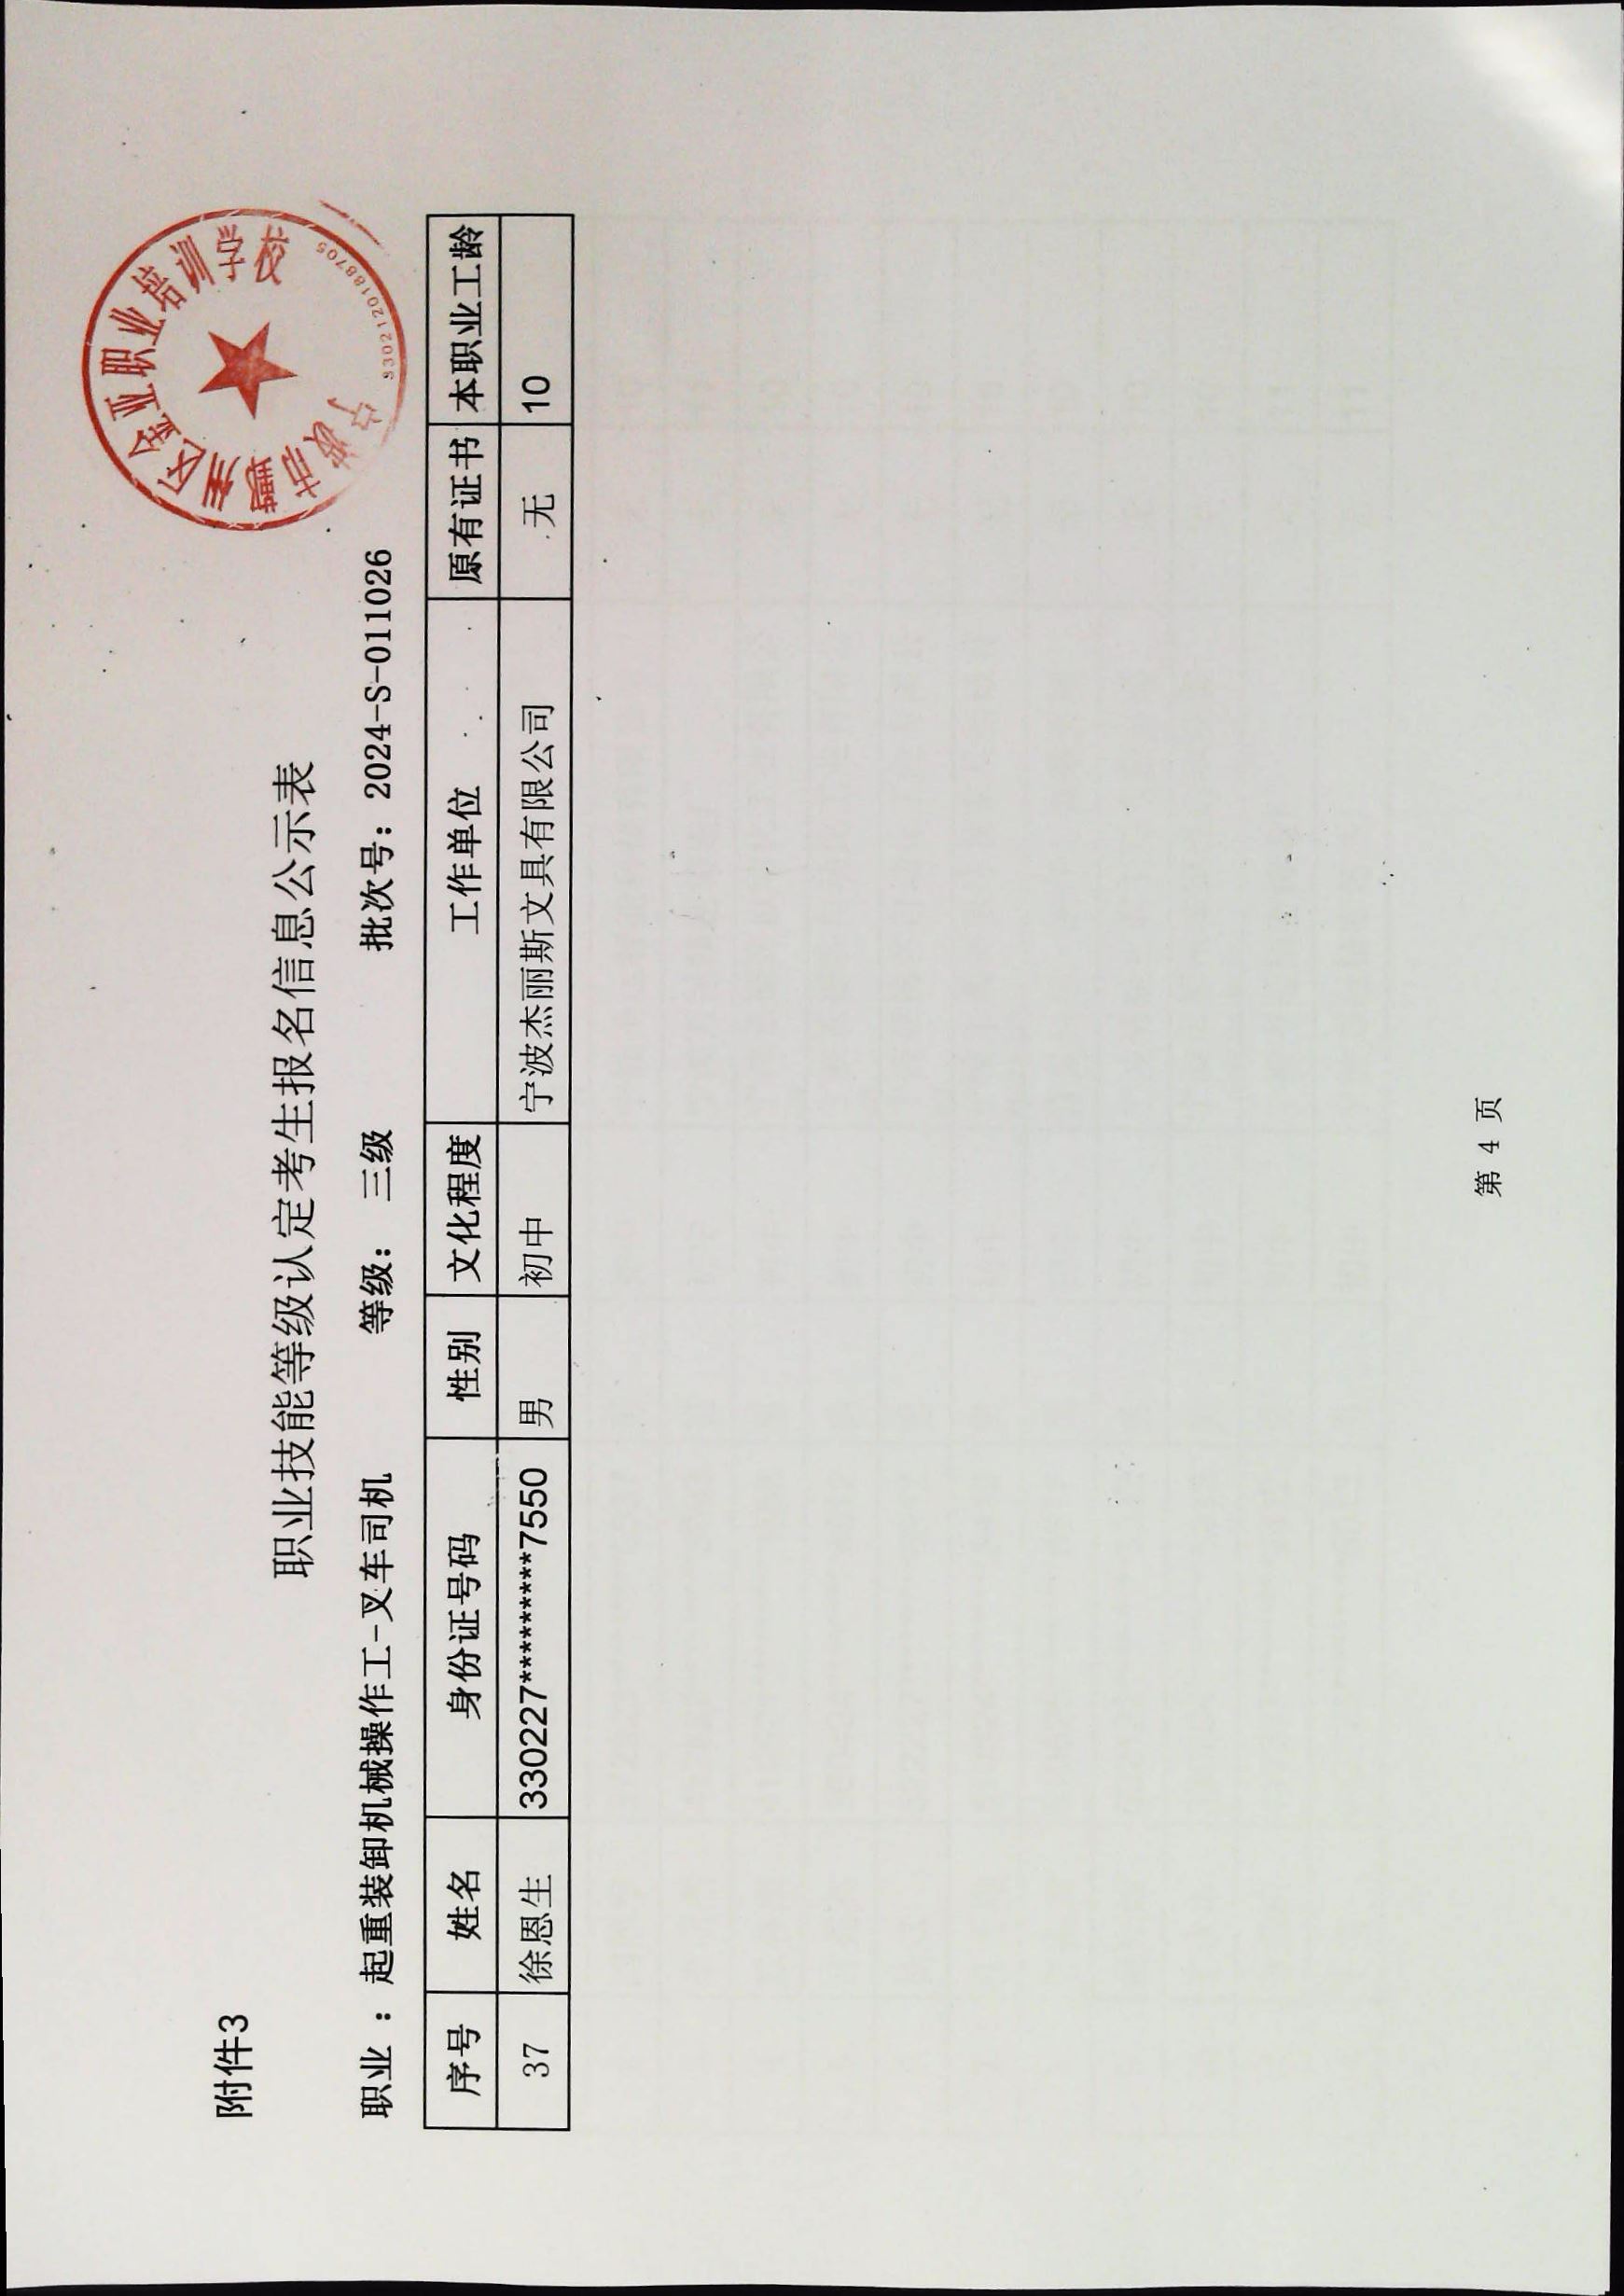 附件3
宁波市鄞州区企业职业培训学校
3302120188705
职业技能等级认定考生报名信息公示表
职业：起重装卸机械操作工-叉车司机 等级：三级 批次号：2024-S-011026
序号 姓名 身份证号码 性别 文化程度 工作单位 原有证书 本职业工龄
37 徐恩生 330227********7550 男 初中 宁波杰丽斯文具有限公司 无 10
第 4 页